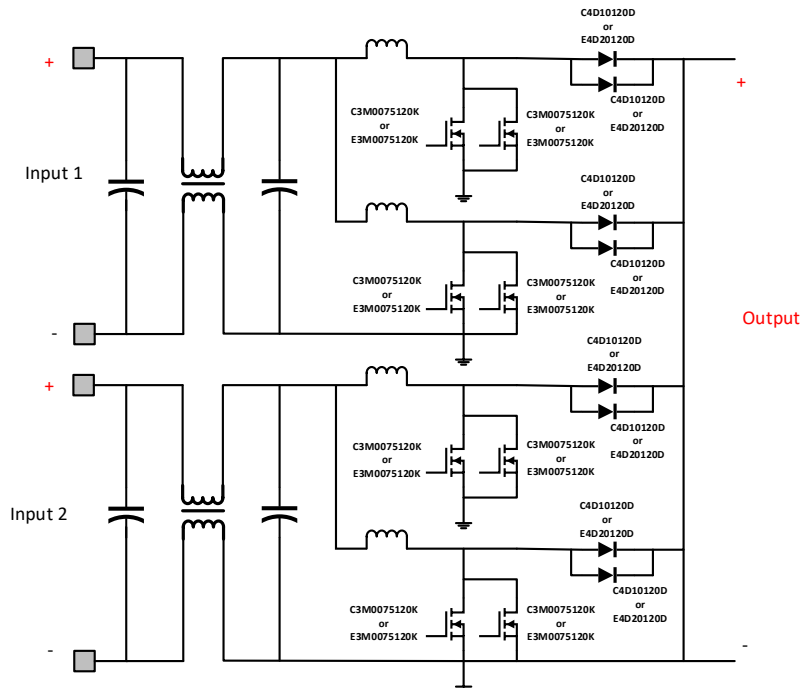 C4D10120D
or
E4D20120D
+
+
C4D10120D
or
E4D20120D
C3M0075120K
or
E3M0075120K
C3M0075120K
or
E3M0075120K
Input 1
C4D10120D
or
E4D20120D
C4D10120D
or
E4D20120D
C3M0075120K
or
E3M0075120K
C3M0075120K
or
E3M0075120K
-
Output
C4D10120D
or
E4D20120D
+
C4D10120D
or
E4D20120D
C3M0075120K
or
E3M0075120K
C3M0075120K
or
E3M0075120K
Input 2
C4D10120D
or
E4D20120D
C4D10120D
or
E4D20120D
C3M0075120K
or
E3M0075120K
C3M0075120K
or
E3M0075120K
-
-